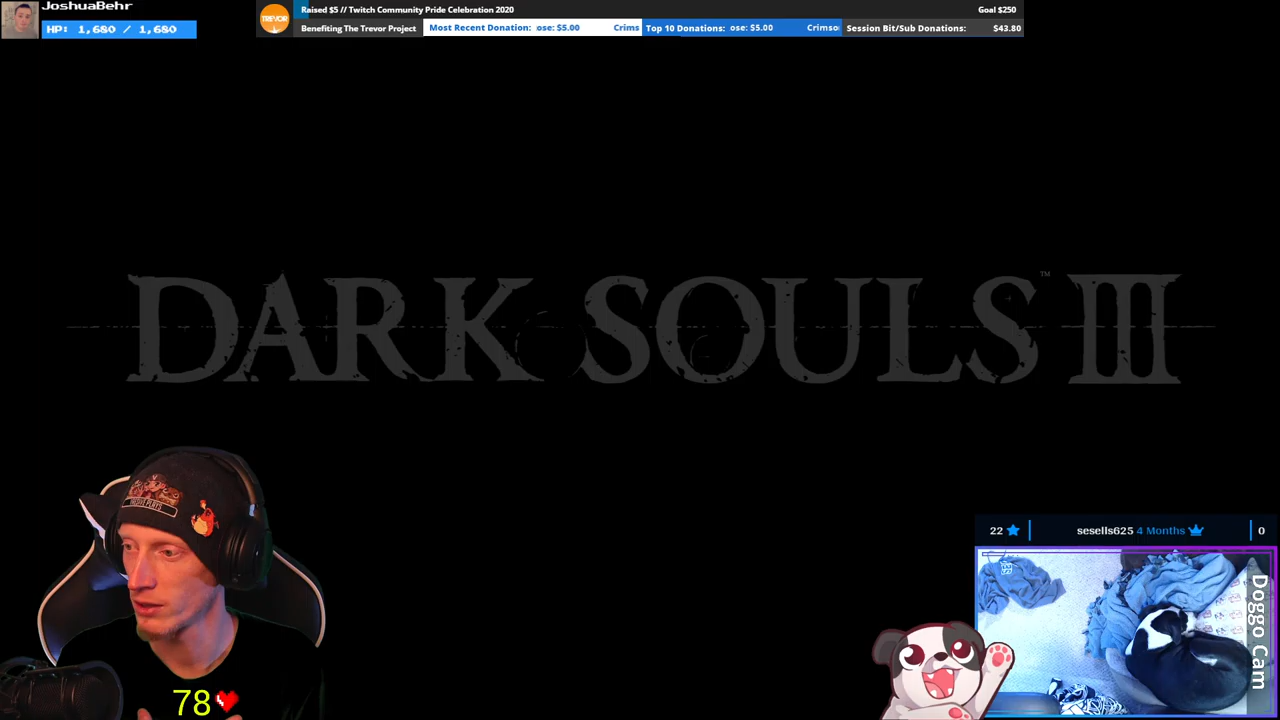 JoshuaBehr
HP: 1,680 / 1,680
TREVOR
Raised $5 // Twitch Community Pride Celebration 2020
Goal $250
Benefiting The Trevor Project
Most Recent Donation: ose: $5.00 Crims
Top 10 Donations: ose: $5.00 Crimso
Session Bit/Sub Donations: $43.80
DARK SOULS III
™
22
sesells625 4 Months
0
Doggo Cam
78